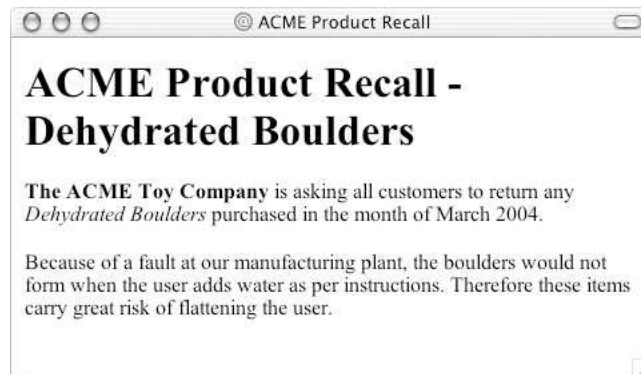 @ ACME Product Recall
ACME Product Recall -
Dehydrated Boulders
The ACME Toy Company is asking all customers to return any
Dehydrated Boulders purchased in the month of March 2004.
Because of a fault at our manufacturing plant, the boulders would not
form when the user adds water as per instructions. Therefore these items
carry great risk of flattening the user.